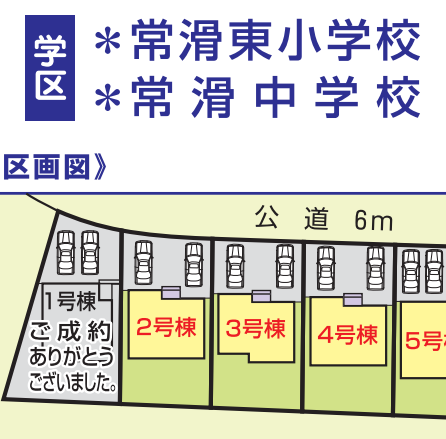 学区
＊常滑東小学校
＊常滑中学校
区画図》
公道 6m
1号棟
ご成約
ありがとう
ございました。
2号棟
3号棟
4号棟
5号